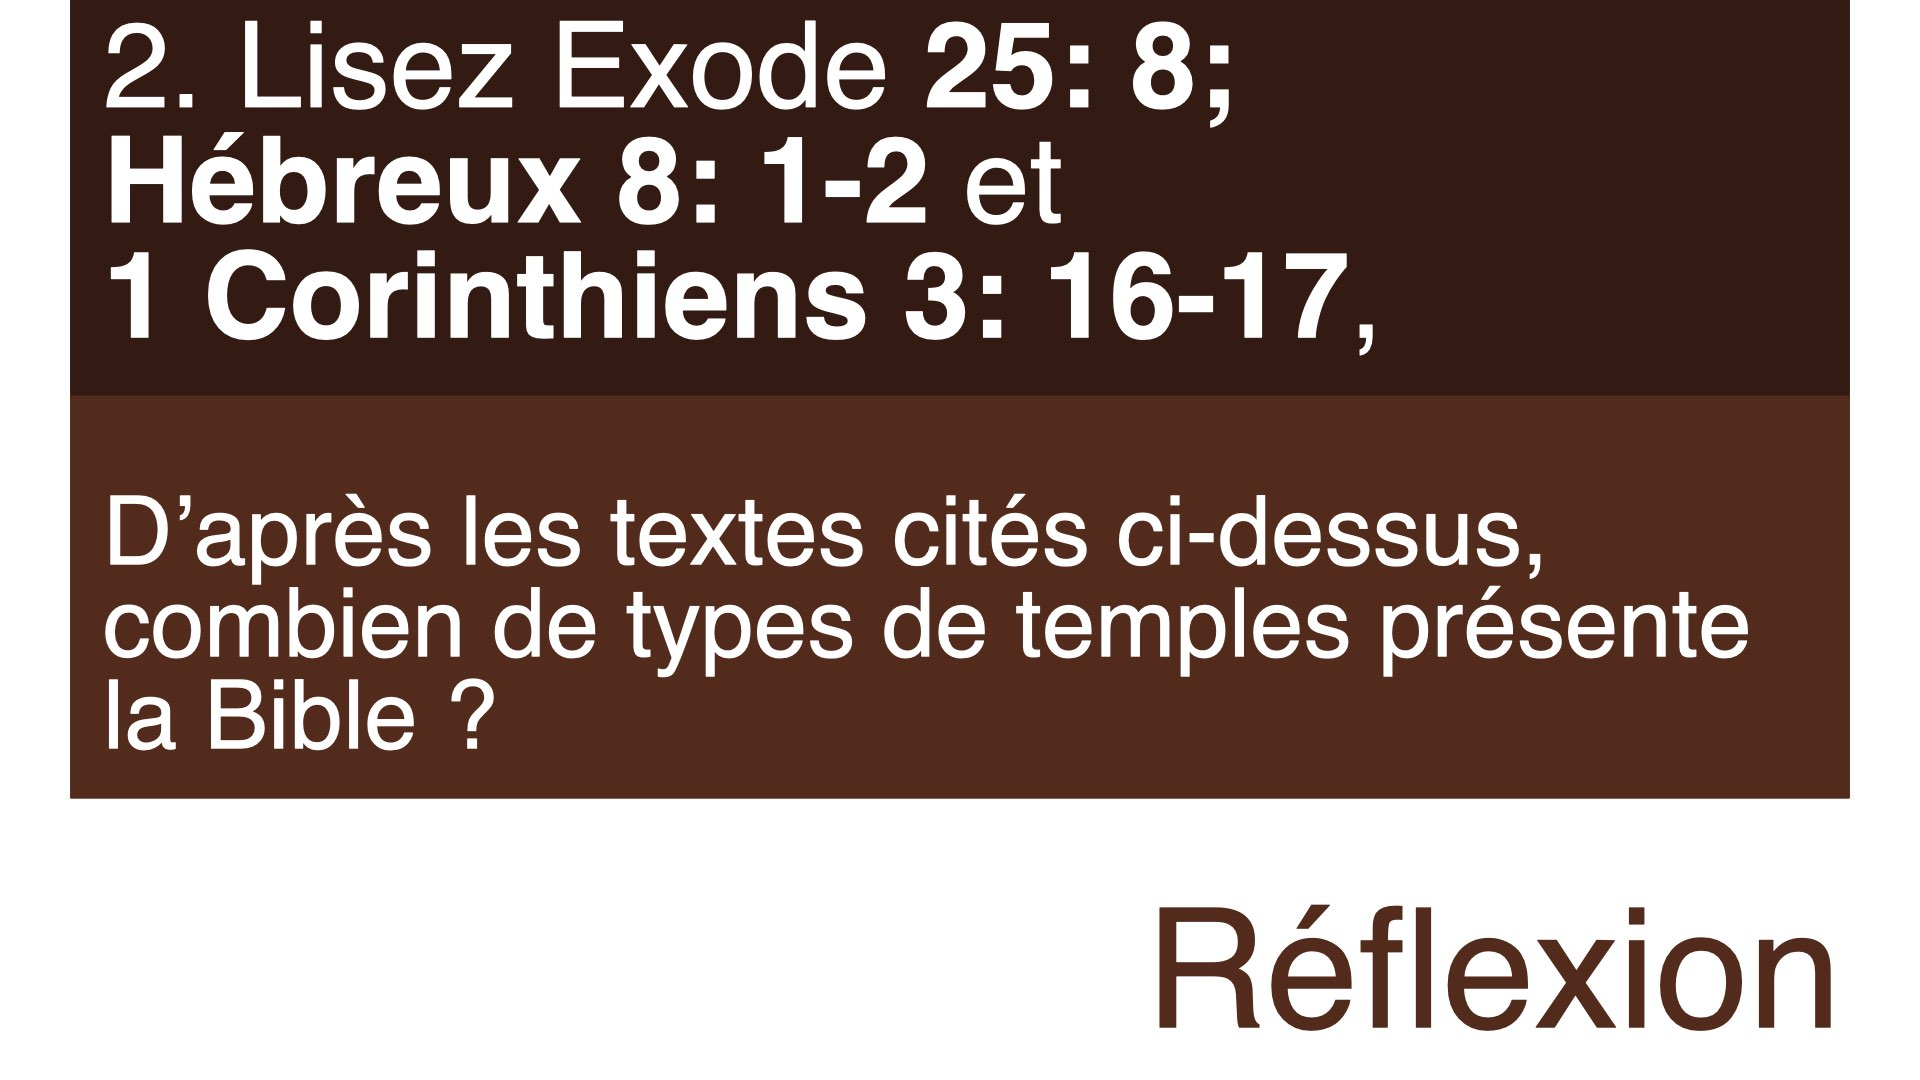 2. Lisez Exode 25: 8;
Hébreux 8: 1-2 et
1 Corinthiens 3: 16-17,
D’après les textes cités ci-dessus,
combien de types de temples présente
la Bible ?
Réflexion